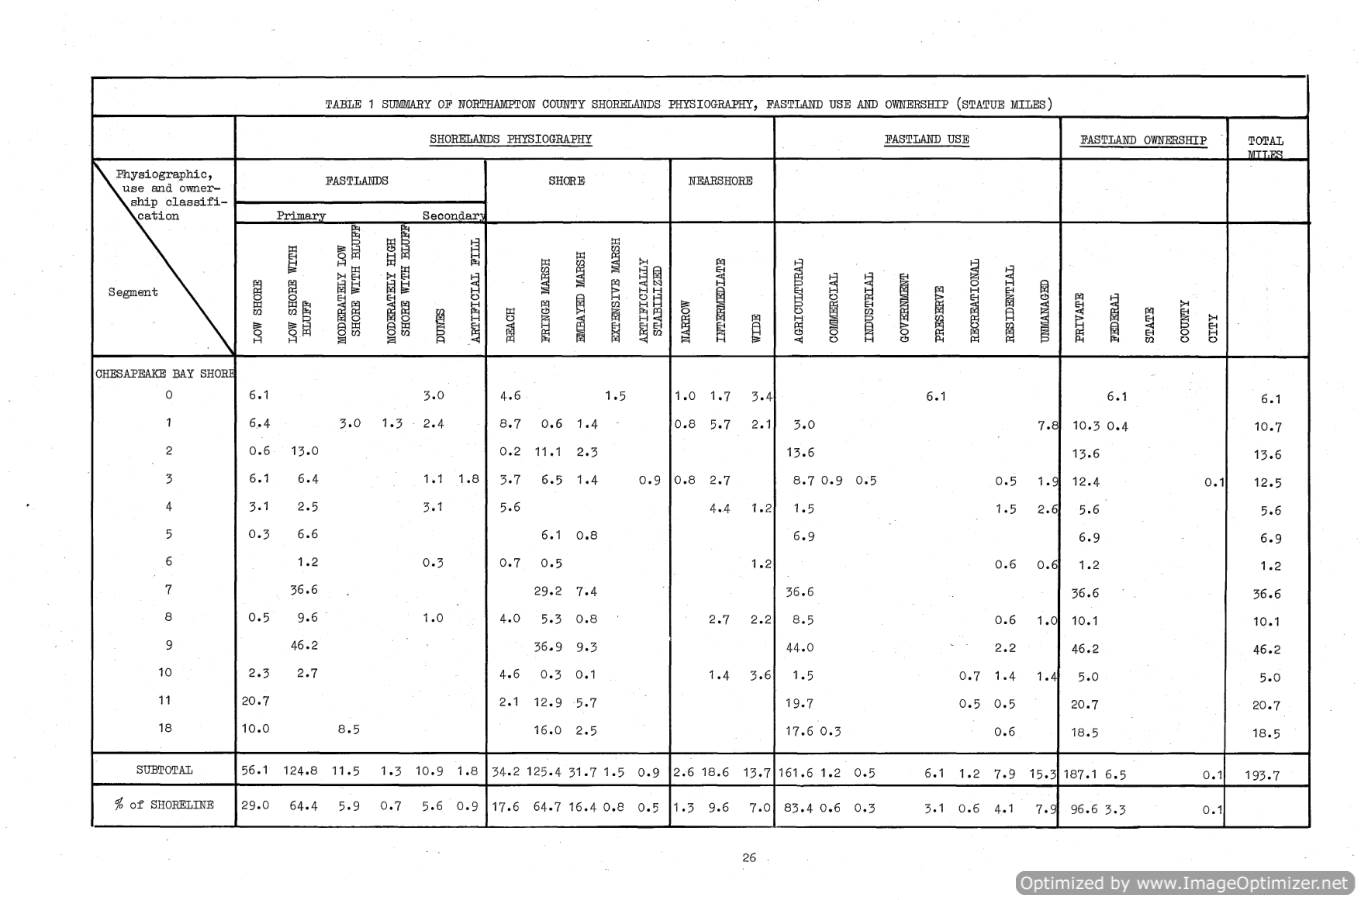 TABLE 1 SUMMARY OF NORTHAMPTON COUNTY SHORELANDS PHYSIOGRAPHY, FASTLAND USE AND OWNERSHIP (STATUE MILES)
SHORELANDS PHYSIOGRAPHY FASTLAND USE FASTLAND OWNERSHIP TOTAL MILES
Physiographic,
use and owner-
ship classifi-
cation
Segment
FASTLANDS SHORE NEARSHORE
Primary Secondary
LOW SHORE
LOW SHORE WITH BLUFF
MODERATELY LOW SHORE WITH BLUFF
MODERATELY HIGH SHORE WITH BLUFF
DUNES
ARTIFICIAL FILL
BEACH
FRINGE MARSH
EMBAYED MARSH
EXTENSIVE MARSH
ARTIFICIALLY STABILIZED
NARROW
INTERMEDIATE
WIDE
AGRICULTURAL
COMMERCIAL
INDUSTRIAL
GOVERNMENT
PRESERVE
RECREATIONAL
RESIDENTIAL
UNMANAGED
PRIVATE
FEDERAL
STATE
COUNTY
CITY
CHESAPEAKE BAY SHORE
0 6.1 3.0 4.6 1.5 1.0 1.7 3.4 6.1 6.1 6.1
1 6.4 3.0 1.3 2.4 8.7 0.6 1.4 0.8 5.7 2.1 3.0 7.8 10.3 0.4 10.7
2 0.6 13.0 0.2 11.1 2.3 13.6 13.6 13.6
3 6.1 6.4 1.1 1.8 3.7 6.5 1.4 0.9 0.8 2.7 8.7 0.9 0.5 0.5 1.9 12.4 0.1 12.5
4 3.1 2.5 3.1 5.6 4.4 1.2 1.5 1.5 2.6 5.6 5.6
5 0.3 6.6 6.1 0.8 6.9 6.9 6.9
6 1.2 0.3 0.7 0.5 1.2 0.6 0.6 1.2 1.2
7 36.6 29.2 7.4 36.6 36.6 36.6
8 0.5 9.6 1.0 4.0 5.3 0.8 2.7 2.2 8.5 0.6 1.0 10.1 10.1
9 46.2 36.9 9.3 44.0 2.2 46.2 46.2
10 2.3 2.7 4.6 0.3 0.1 1.4 3.6 1.5 0.7 1.4 1.4 5.0 5.0
11 20.7 2.1 12.9 5.7 19.7 0.5 0.5 20.7 20.7
18 10.0 8.5 16.0 2.5 17.6 0.3 0.6 18.5 18.5
SUBTOTAL 56.1 124.8 11.5 1.3 10.9 1.8 34.2 125.4 31.7 1.5 0.9 2.6 18.6 13.7 161.6 1.2 0.5 6.1 1.2 7.9 15.3 187.1 6.5 0.1 193.7
% of SHORELINE 29.0 64.4 5.9 0.7 5.6 0.9 17.6 64.7 16.4 0.8 0.5 1.3 9.6 7.0 83.4 0.6 0.3 3.1 0.6 4.1 7.9 96.6 3.3 0.1
26
Optimized by www.ImageOptimizer.net